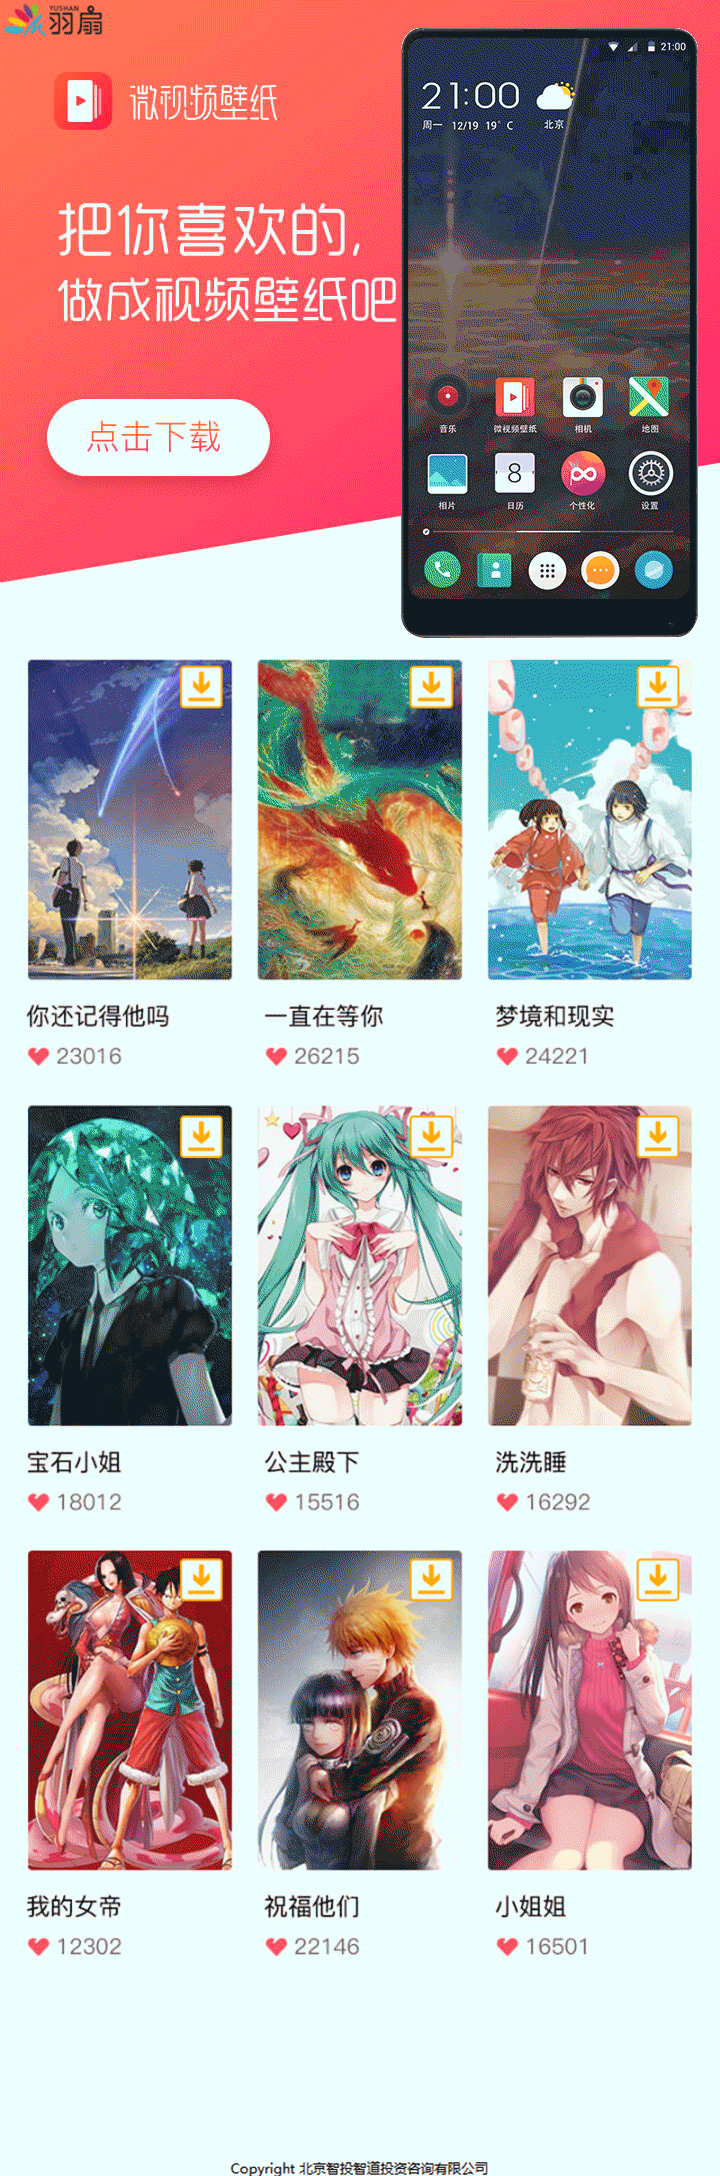 YUSHAN
羽扇
微视频壁纸
把你喜欢的,
做成视频壁纸吧
点击下载
21:00
21:00
周一 12/19 19° C 北京
音乐 微视频壁纸 相机 地图
8
相片 日历 个性化 设置
你还记得他吗 一直在等你 梦境和现实
23016 26215 24221
宝石小姐 公主殿下 洗洗睡
18012 15516 16292
我的女帝 祝福他们 小姐姐
12302 22146 16501
Copyright 北京智投智道投资咨询有限公司